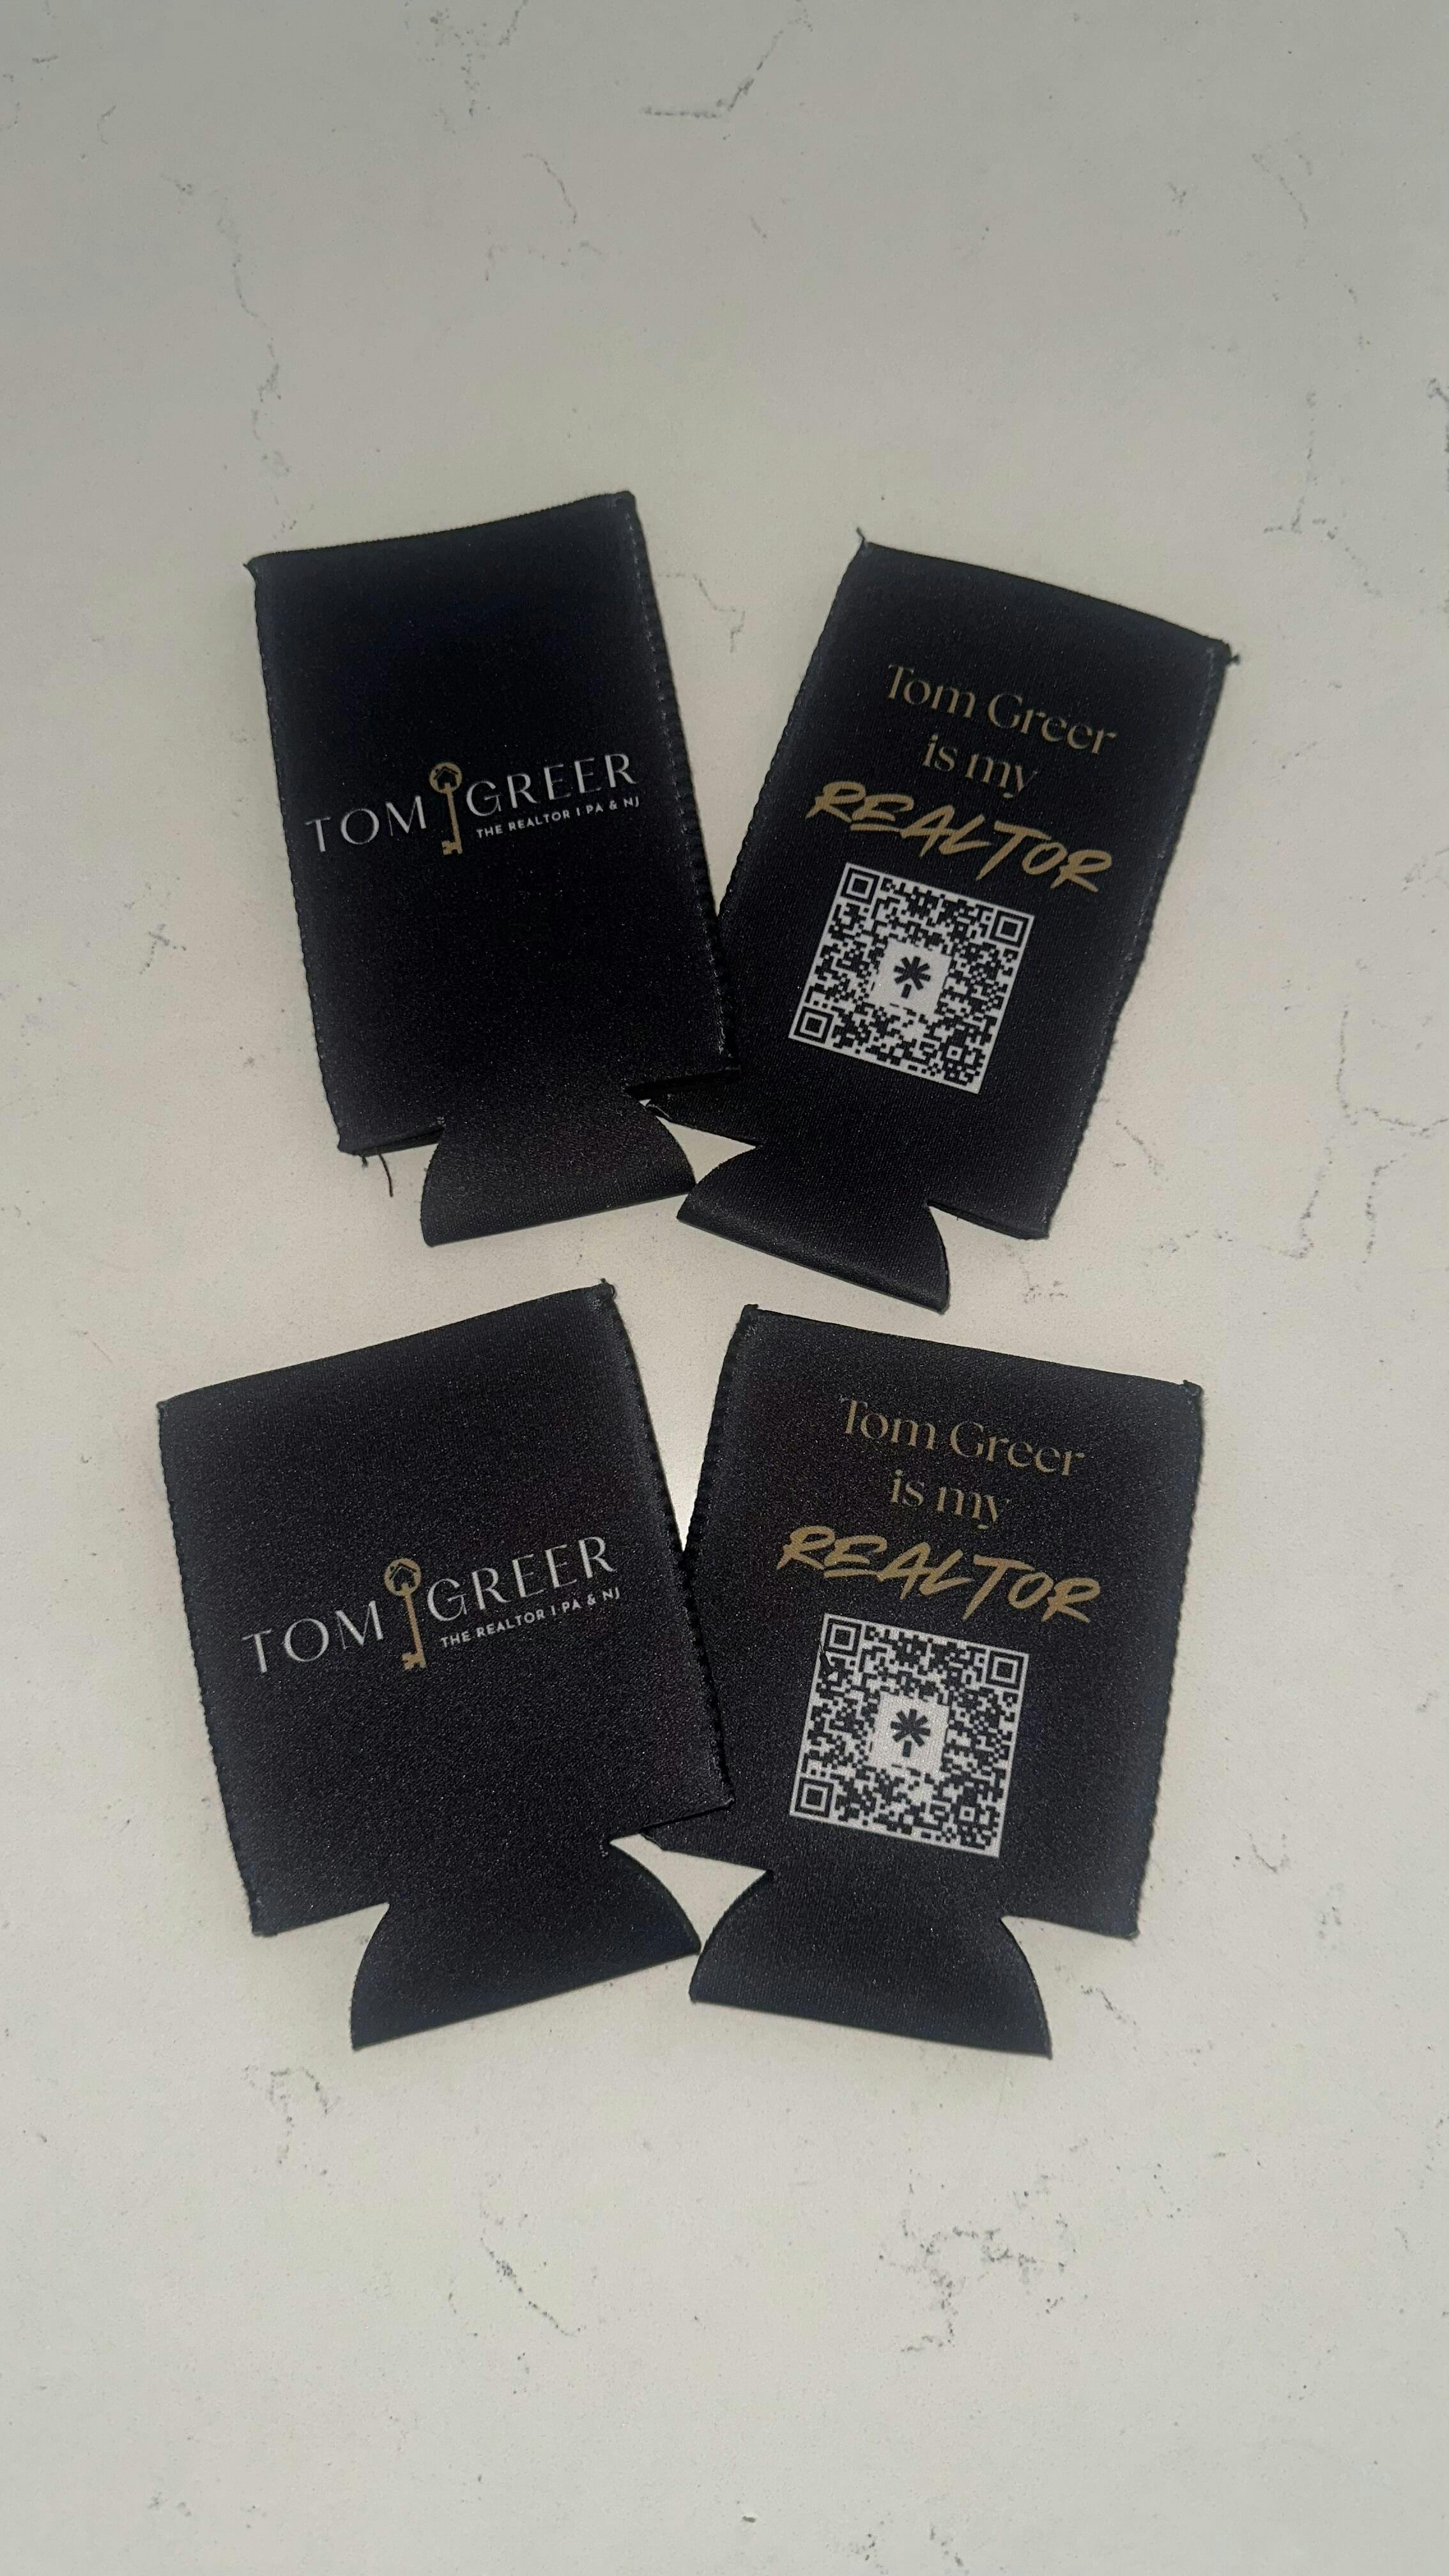 TOM GREER
THE REALTOR | PA & NJ
Tom Greer
is my
REALTOR
TOM GREER
THE REALTOR | PA & NJ
Tom Greer
is my
REALTOR